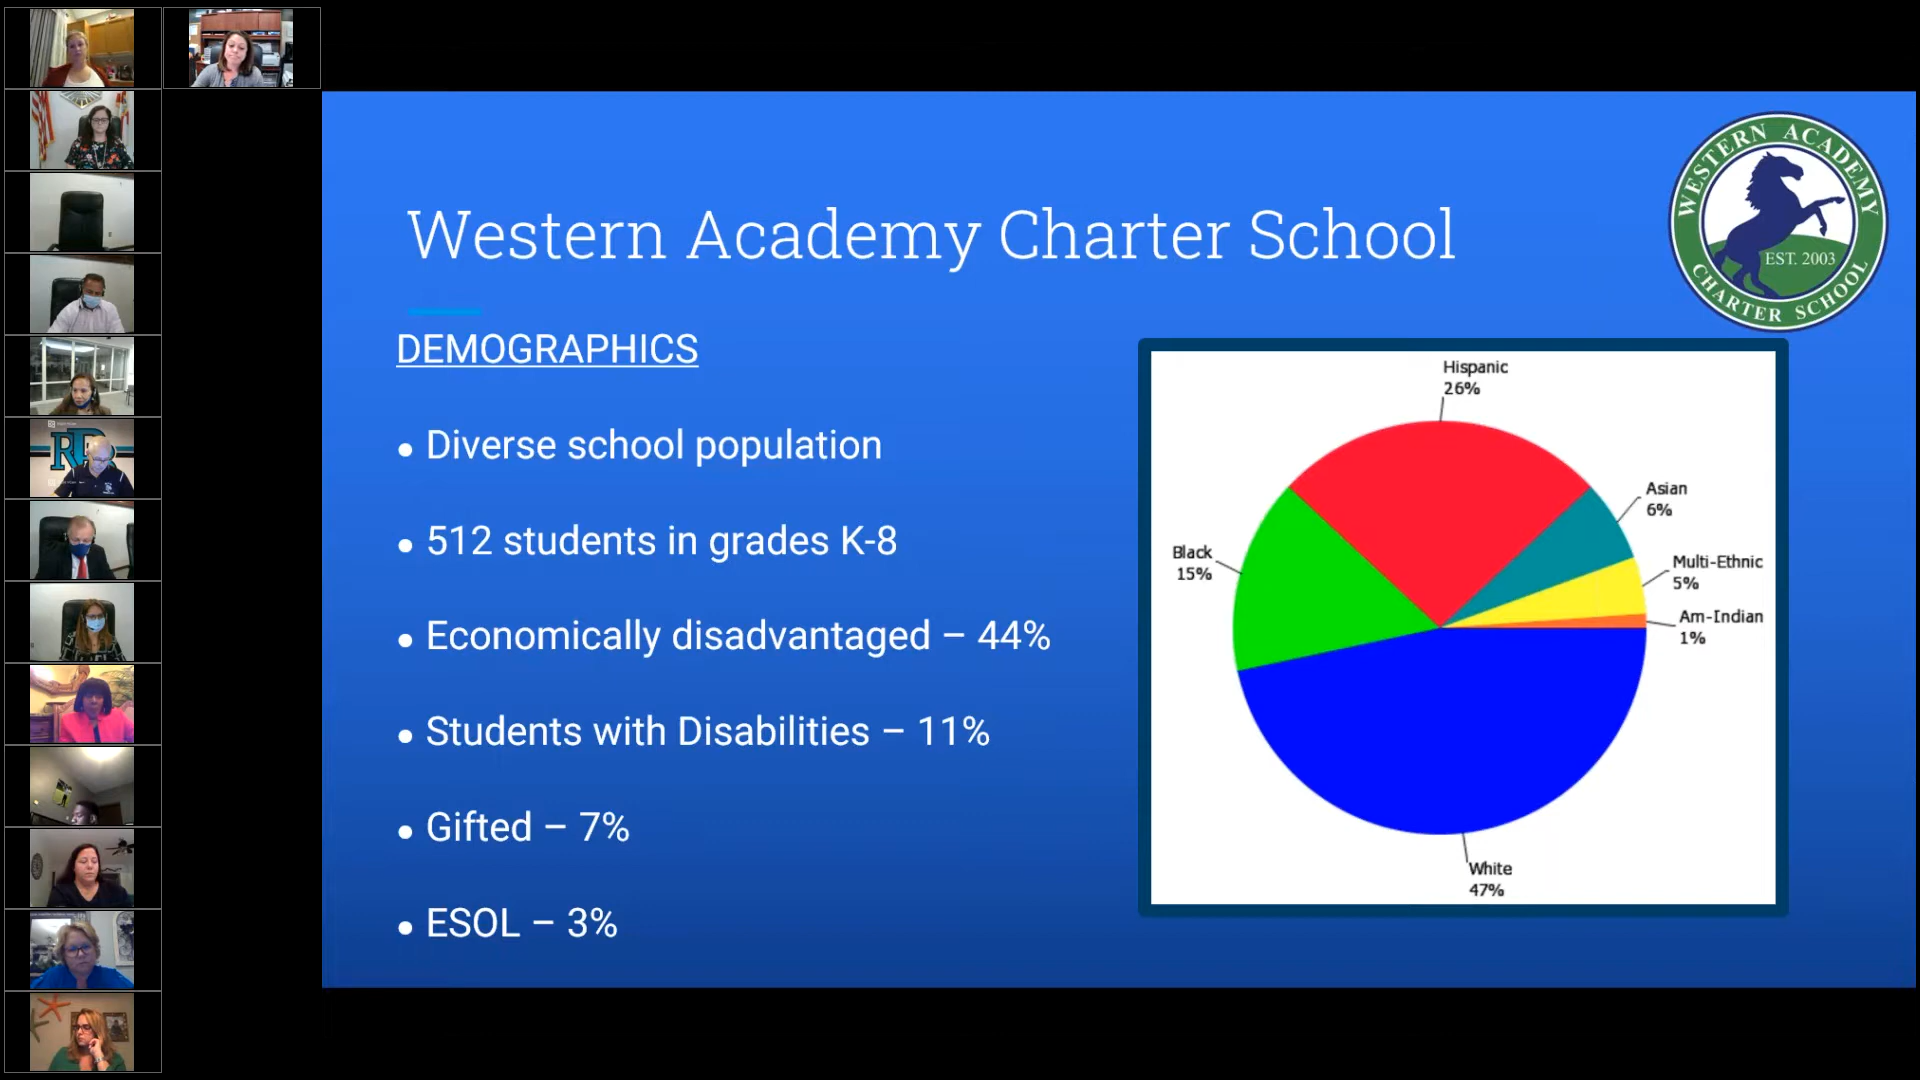 Western Academy Charter School
WESTERN ACADEMY
EST. 2003
CHARTER SCHOOL
DEMOGRAPHICS
• Diverse school population
• 512 students in grades K-8
• Economically disadvantaged – 44%
• Students with Disabilities – 11%
• Gifted – 7%
• ESOL – 3%
Hispanic
26%
Asian
6%
Multi-Ethnic
5%
Am-Indian
1%
Black
15%
White
47%